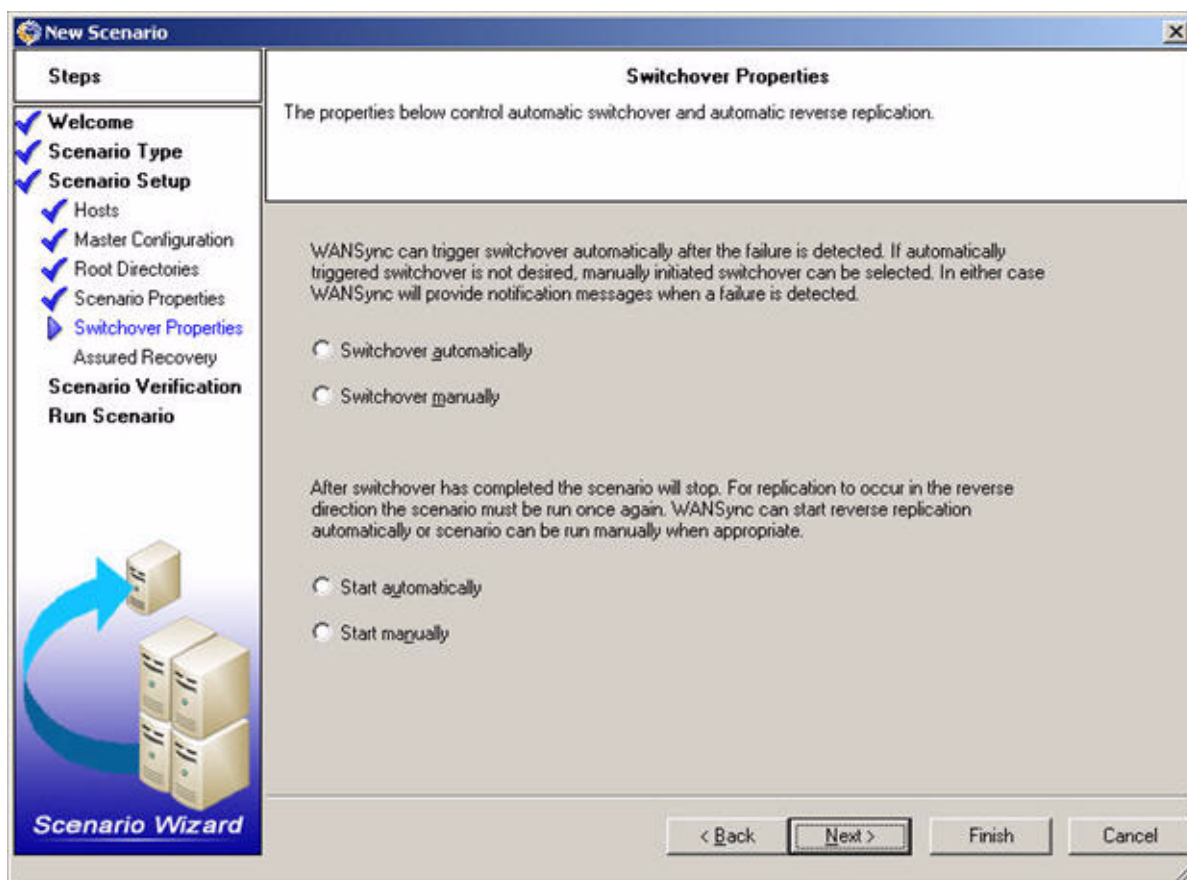 New Scenario
Steps
Welcome
Scenario Type
Scenario Setup
Hosts
Master Configuration
Root Directories
Scenario Properties
Switchover Properties
Assured Recovery
Scenario Verification
Run Scenario
Scenario Wizard
Switchover Properties
The properties below control automatic switchover and automatic reverse replication.
WANSync can trigger switchover automatically after the failure is detected. If automatically
triggered switchover is not desired, manually initiated switchover can be selected. In either case
WANSync will provide notification messages when a failure is detected.
Switchover automatically
Switchover manually
After switchover has completed the scenario will stop. For replication to occur in the reverse
direction the scenario must be run once again. WANSync can start reverse replication
automatically or scenario can be run manually when appropriate.
Start automatically
Start manually
< Back
Next >
Finish
Cancel